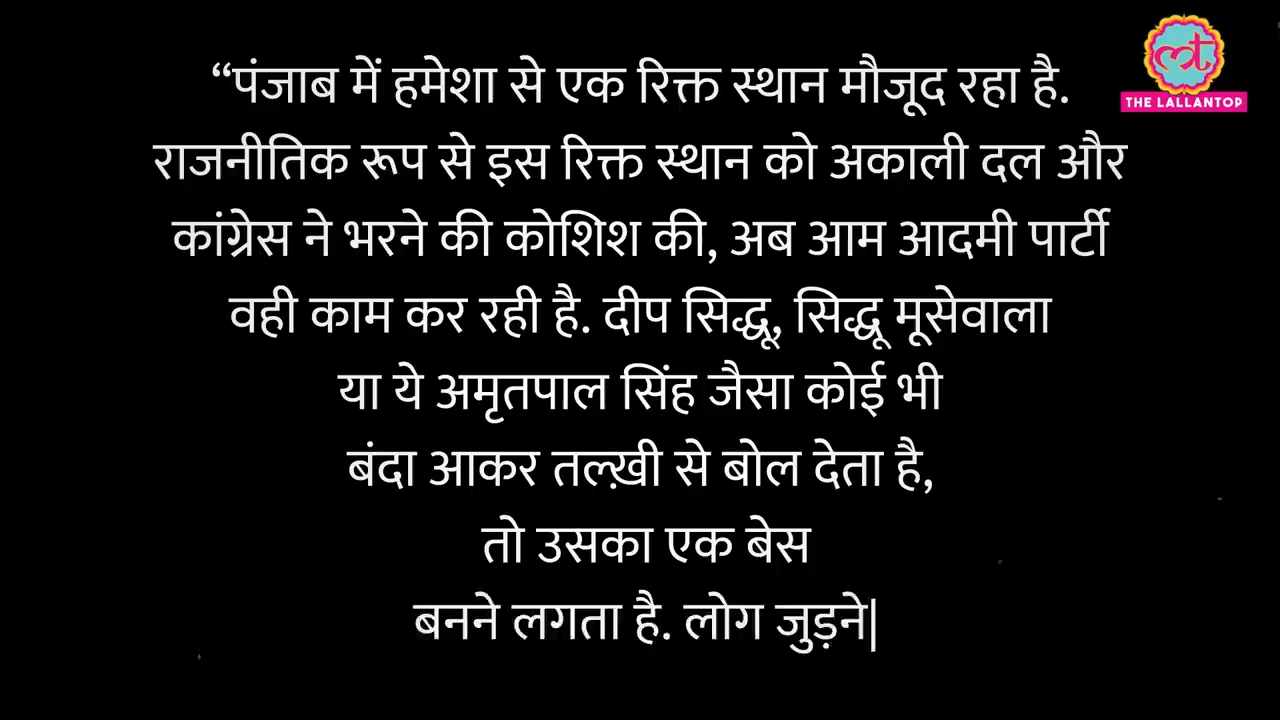 “पंजाब में हमेशा से एक रिक्त स्थान मौजूद रहा है.
राजनीतिक रूप से इस रिक्त स्थान को अकाली दल और
कांग्रेस ने भरने की कोशिश की, अब आम आदमी पार्टी
वही काम कर रही है. दीप सिद्धू, सिद्धू मूसेवाला
या ये अमृतपाल सिंह जैसा कोई भी
बंदा आकर तल्ख़ी से बोल देता है,
तो उसका एक बेस
बनने लगता है. लोग जुड़ने|
lt
THE LALLANTOP